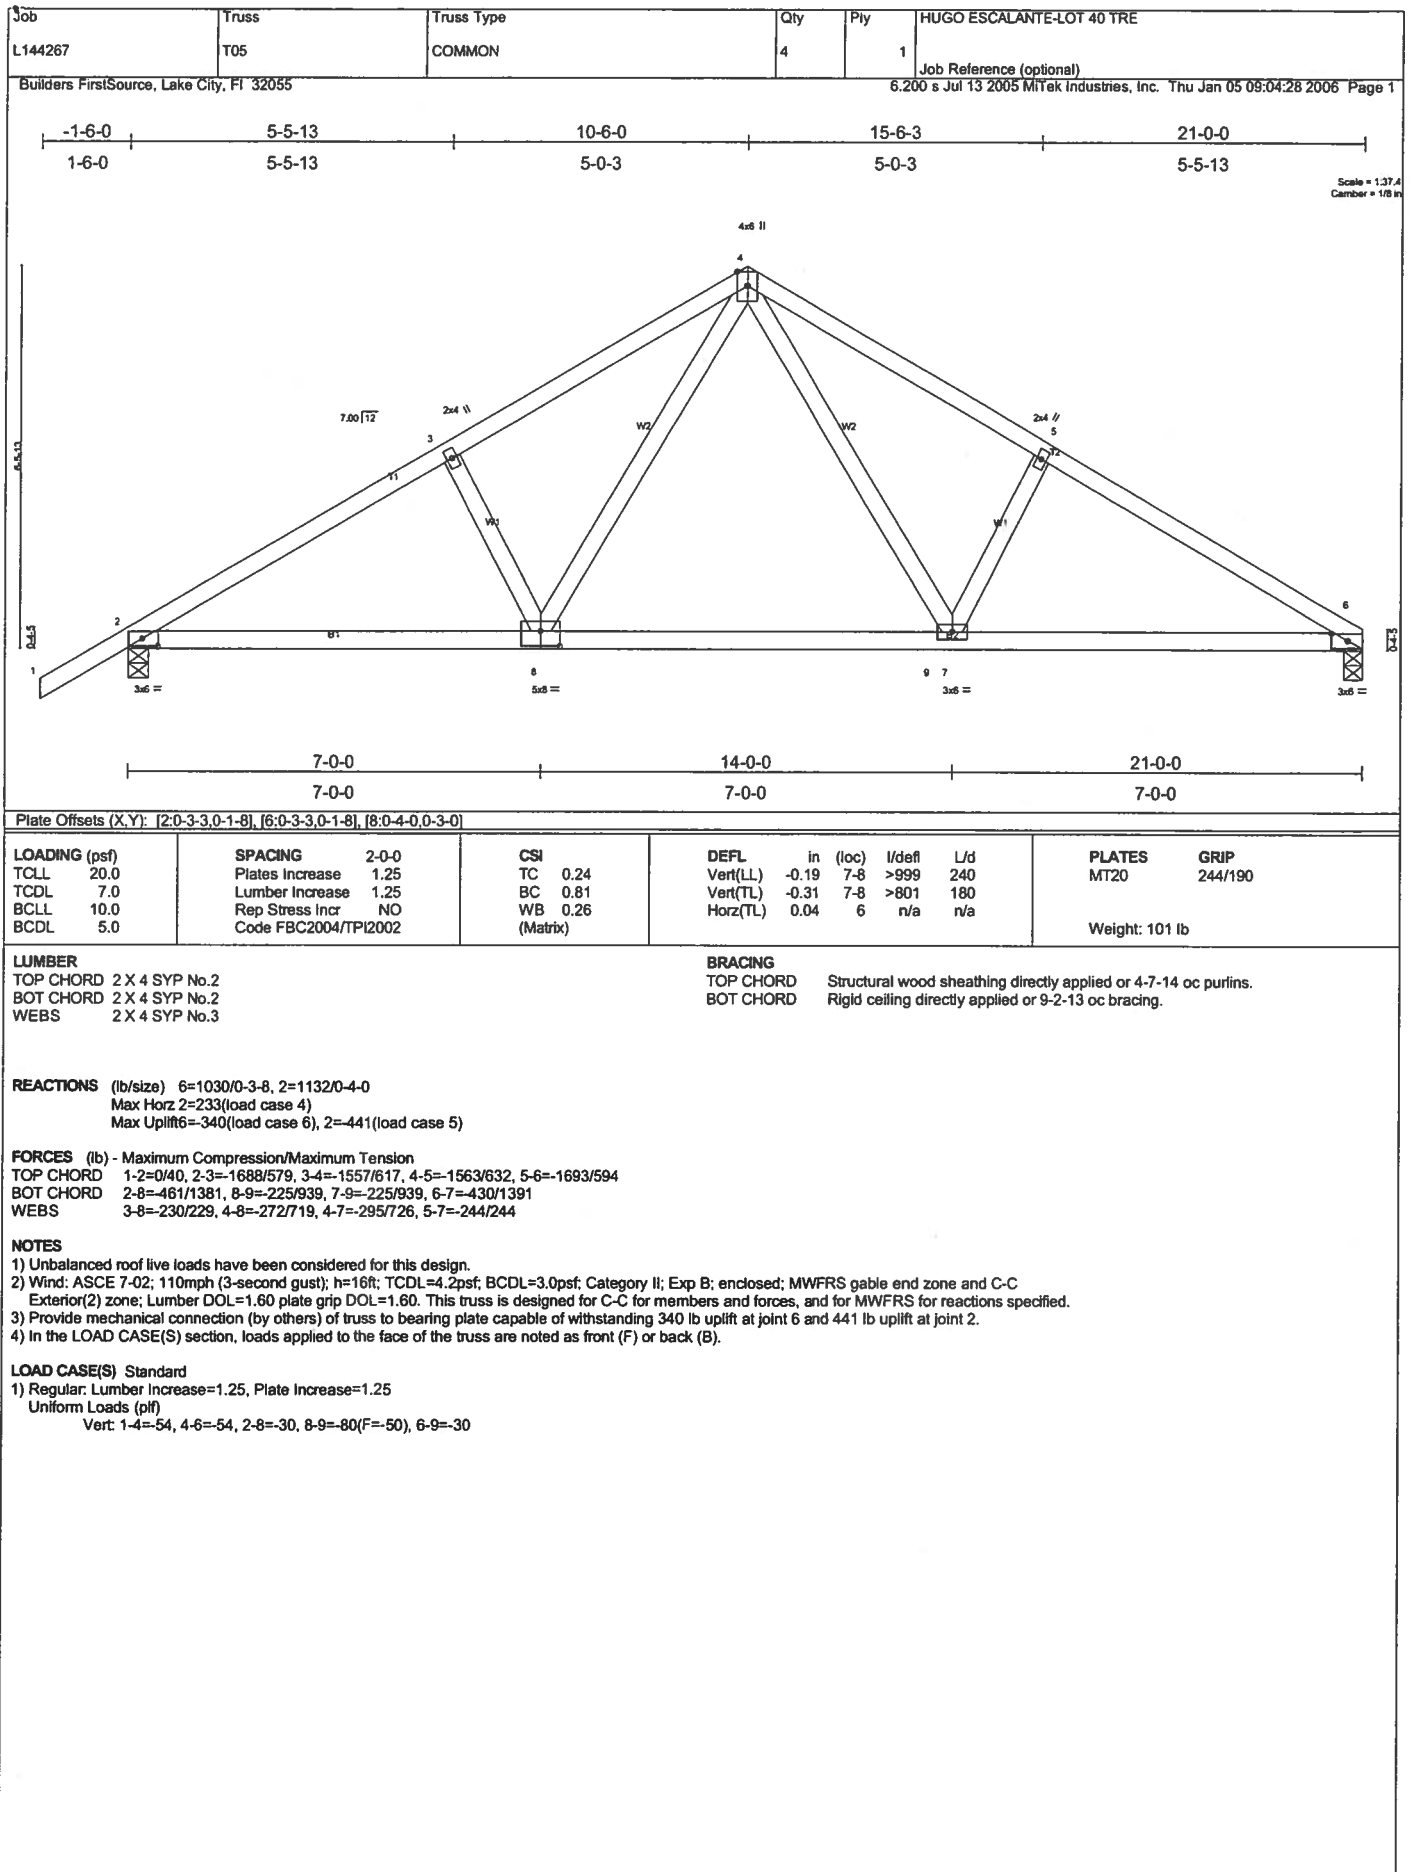 Job
Truss
Truss Type
Qty
Ply
HUGO ESCALANTE-LOT 40 TRE
L144267
T05
COMMON
4
1
Job Reference (optional)
Builders FirstSource, Lake City, Fl 32055
6.200 s Jul 13 2005 MiTek Industries, Inc. Thu Jan 05 09:04:28 2006 Page 1
-1-6-0 5-5-13 10-6-0 15-6-3 21-0-0
1-6-0 5-5-13 5-0-3 5-0-3 5-5-13
Scale = 1:37.4
Camber = 1/8 in
4x6 ||
4
7.00 12
2x4 \\
3
2x4 //
5
W2
W2
T1
T2
6-5-13
W1
W1
2
6
0-4-5
0-4-5
B1
B2
1
8
9 7
3x6 =
5x8 =
3x6 =
3x6 =
7-0-0 14-0-0 21-0-0
7-0-0 7-0-0 7-0-0
Plate Offsets (X,Y): [2:0-3-3,0-1-8], [6:0-3-3,0-1-8], [8:0-4-0,0-3-0]
LOADING (psf)
TCLL 20.0
TCDL 7.0
BCLL 10.0
BCDL 5.0
SPACING 2-0-0
Plates Increase 1.25
Lumber Increase 1.25
Rep Stress Incr NO
Code FBC2004/TPI2002
CSI
TC 0.24
BC 0.81
WB 0.26
(Matrix)
DEFL in (loc) l/defl L/d
Vert(LL) -0.19 7-8 >999 240
Vert(TL) -0.31 7-8 >801 180
Horz(TL) 0.04 6 n/a n/a
PLATES GRIP
MT20 244/190
Weight: 101 lb
LUMBER
TOP CHORD 2 X 4 SYP No.2
BOT CHORD 2 X 4 SYP No.2
WEBS 2 X 4 SYP No.3
BRACING
TOP CHORD Structural wood sheathing directly applied or 4-7-14 oc purlins.
BOT CHORD Rigid ceiling directly applied or 9-2-13 oc bracing.
REACTIONS (lb/size) 6=1030/0-3-8, 2=1132/0-4-0
Max Horz 2=233(load case 4)
Max Uplift6=-340(load case 6), 2=-441(load case 5)
FORCES (lb) - Maximum Compression/Maximum Tension
TOP CHORD 1-2=0/40, 2-3=-1688/579, 3-4=-1557/617, 4-5=-1563/632, 5-6=-1693/594
BOT CHORD 2-8=-461/1381, 8-9=-225/939, 7-9=-225/939, 6-7=-430/1391
WEBS 3-8=-230/229, 4-8=-272/719, 4-7=-295/726, 5-7=-244/244
NOTES
1) Unbalanced roof live loads have been considered for this design.
2) Wind: ASCE 7-02; 110mph (3-second gust); h=16ft; TCDL=4.2psf; BCDL=3.0psf; Category II; Exp B; enclosed; MWFRS gable end zone and C-C
Exterior(2) zone; Lumber DOL=1.60 plate grip DOL=1.60. This truss is designed for C-C for members and forces, and for MWFRS for reactions specified.
3) Provide mechanical connection (by others) of truss to bearing plate capable of withstanding 340 lb uplift at joint 6 and 441 lb uplift at joint 2.
4) In the LOAD CASE(S) section, loads applied to the face of the truss are noted as front (F) or back (B).
LOAD CASE(S) Standard
1) Regular: Lumber Increase=1.25, Plate Increase=1.25
Uniform Loads (plf)
Vert: 1-4=-54, 4-6=-54, 2-8=-30, 8-9=-80(F=-50), 6-9=-30